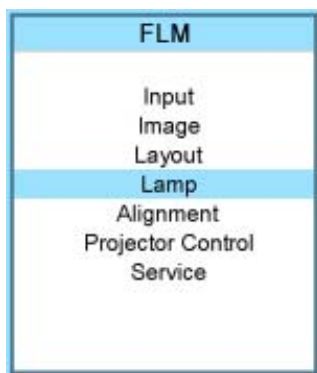 FLM
Input
Image
Layout
Lamp
Alignment
Projector Control
Service